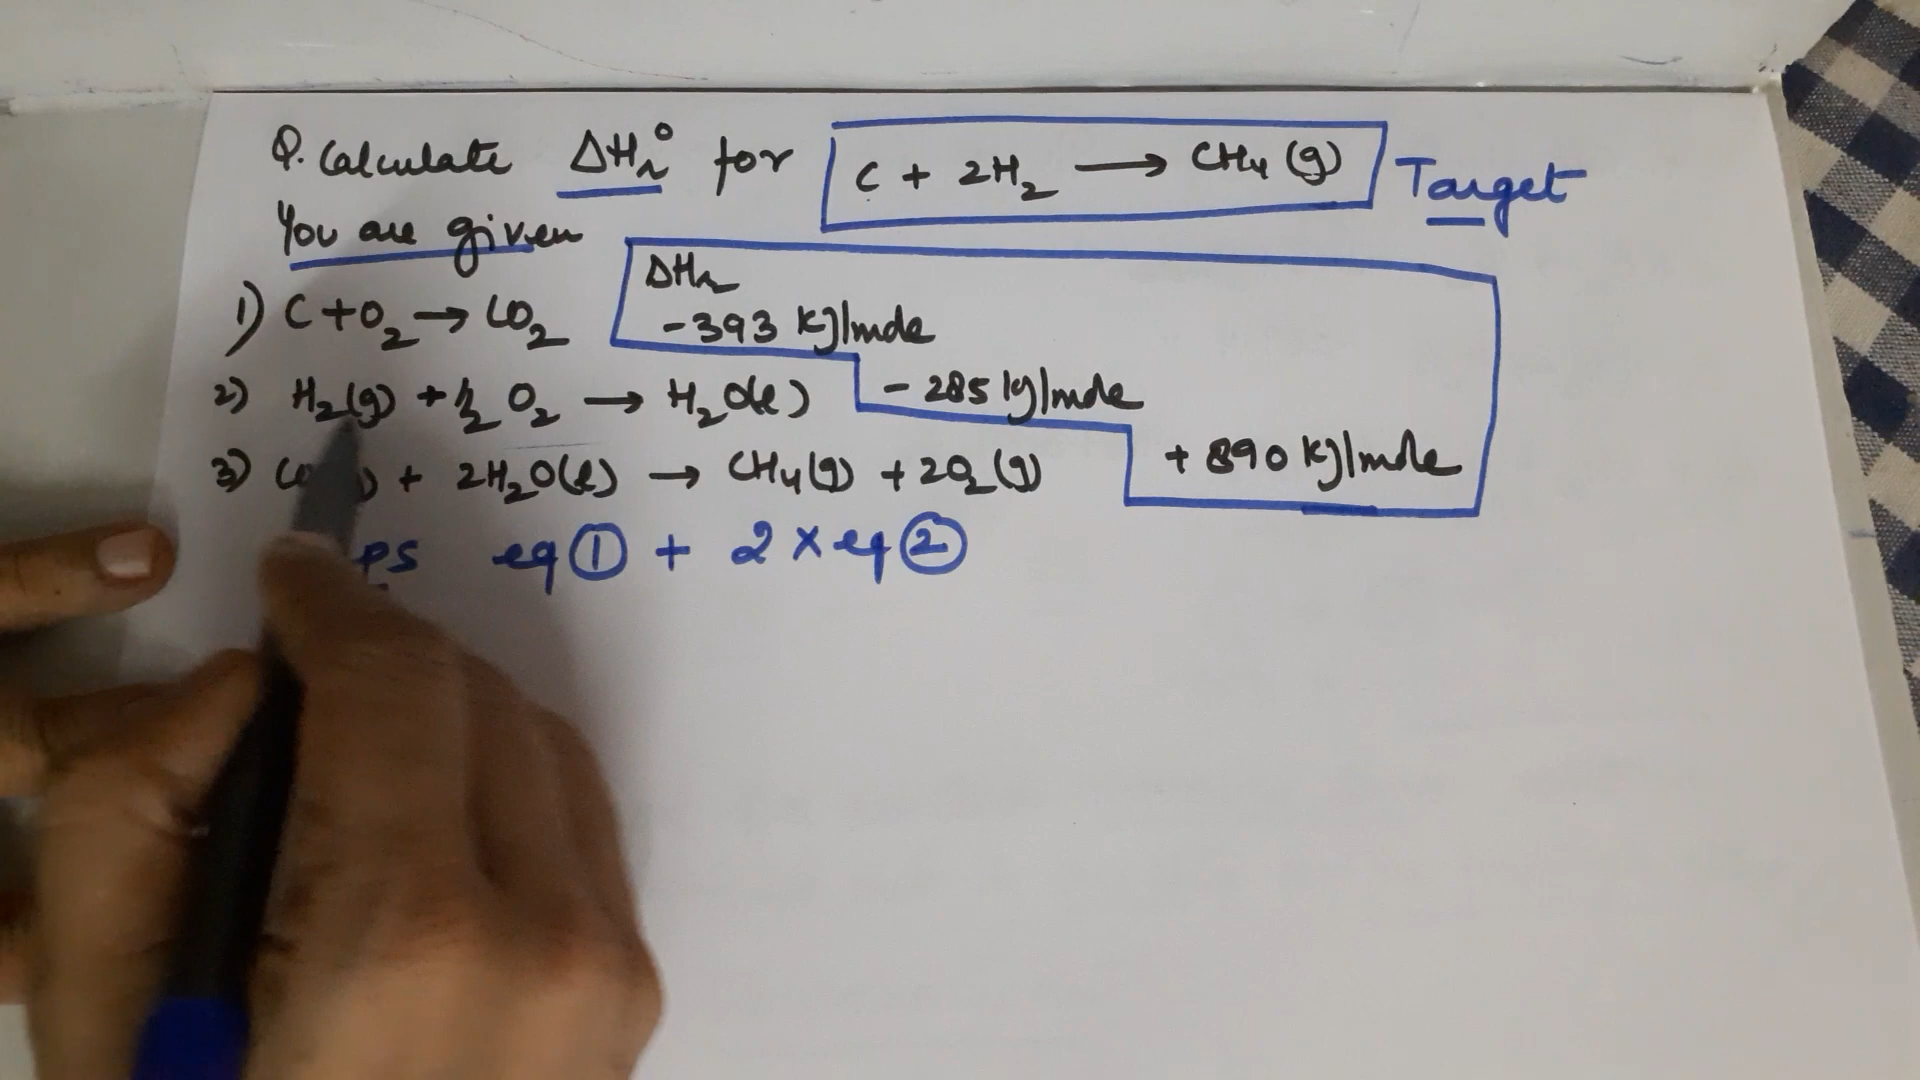 Q. Calculate ΔHr° for C + 2H2 → CH4 (g) Target
You are given
ΔHr
1) C + O2 → CO2 -393 KJ/mole
2) H2(g) + 1/2 O2 → H2O(l) - 285 KJ/mole
3) + 2H2O(l) → CH4(g) + 2O2(g) + 890 KJ/mole
eq ① + 2 × eq ②